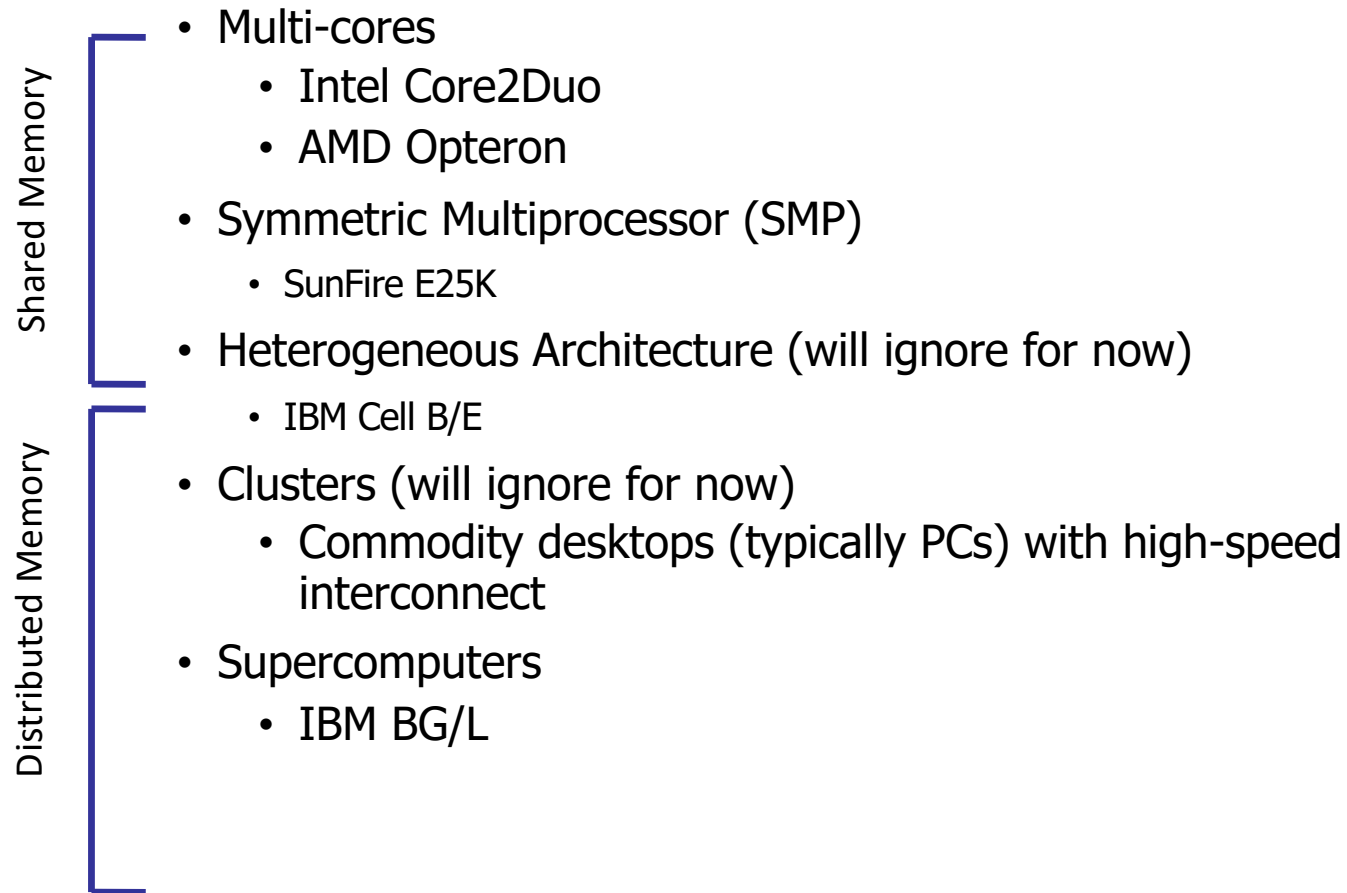 Shared Memory
• Multi-cores
• Intel Core2Duo
• AMD Opteron
• Symmetric Multiprocessor (SMP)
• SunFire E25K
• Heterogeneous Architecture (will ignore for now)
• IBM Cell B/E
Distributed Memory
• Clusters (will ignore for now)
• Commodity desktops (typically PCs) with high-speed
interconnect
• Supercomputers
• IBM BG/L